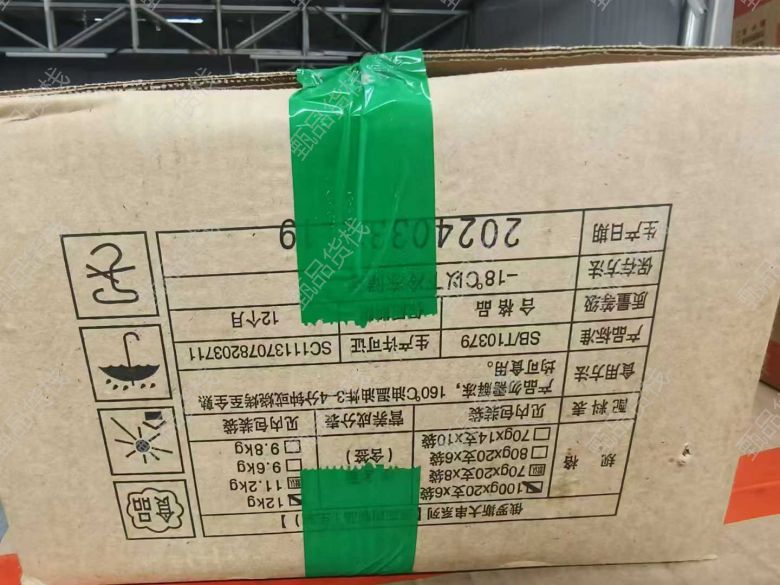 俄罗斯大串系列【
规格
100gx20支x6袋
70gx20支x8袋
80gx20支x6袋
70gx14支x10袋
(含签)
12kg
11.2kg
9.6kg
9.8kg
配料表 见内包装袋 营养成分表 见内包装袋
食用方法 产品勿需解冻,160℃油温油炸3-4分钟或烧烤至全熟
均可食用。
产品标准 SB/T10379 生产许可证 SC11137078203711
质量等级 合格品 12个月
保存方法 -18℃以下冷冻储存
生产日期 202403 19
食品
甄品货栈